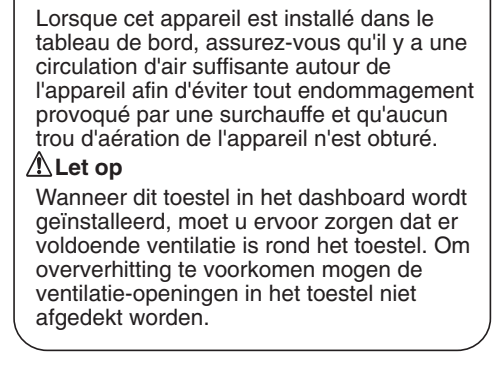 Lorsque cet appareil est installé dans le
tableau de bord, assurez-vous qu'il y a une
circulation d'air suffisante autour de
l'appareil afin d'éviter tout endommagement
provoqué par une surchauffe et qu'aucun
trou d'aération de l'appareil n'est obturé.
Let op
Wanneer dit toestel in het dashboard wordt
geïnstalleerd, moet u ervoor zorgen dat er
voldoende ventilatie is rond het toestel. Om
oververhitting te voorkomen mogen de
ventilatie-openingen in het toestel niet
afgedekt worden.